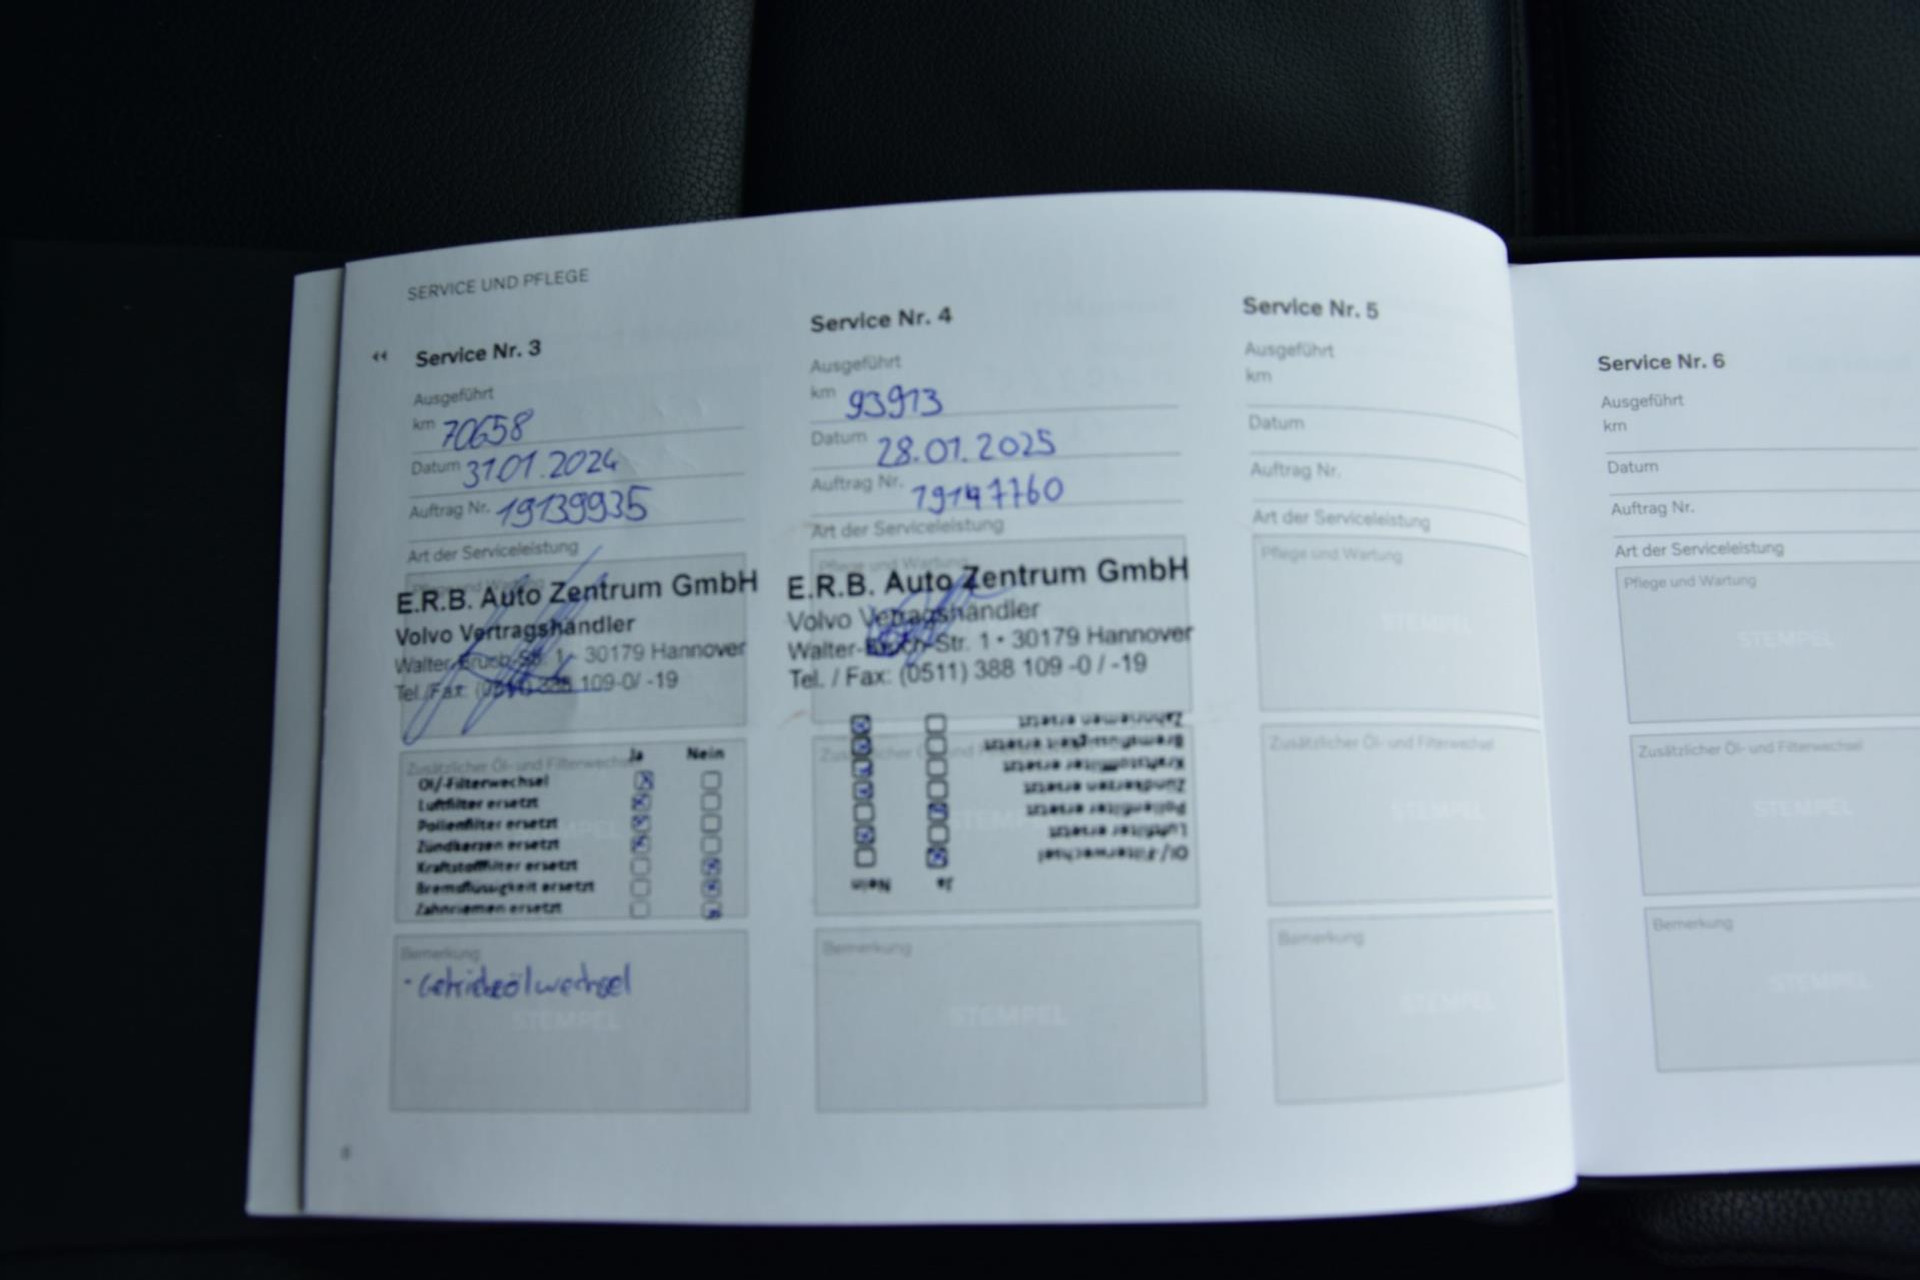 SERVICE UND PFLEGE
Service Nr. 3
Ausgeführt
km 70658
Datum 31.01.2024
Auftrag Nr. 19139935
Art der Serviceleistung
Pflege und Wartung
E.R.B. Auto Zentrum GmbH
Volvo Vertragshändler
Walter-Bruch-Str. 1 • 30179 Hannover
Tel./Fax: (0511) 388 109-0/ -19
Zusätzlicher Öl- und Filterwechsel
Ja Nein
Öl/-Filterwechsel
Luftfilter ersetzt
Pollenfilter ersetzt
Zündkerzen ersetzt
Kraftstofffilter ersetzt
Bremsflüssigkeit ersetzt
Zahnriemen ersetzt
Bemerkung
- Getriebeölwechsel
STEMPEL
8
Service Nr. 4
Ausgeführt
km 93913
Datum 28.01.2025
Auftrag Nr. 19147160
Art der Serviceleistung
Pflege und Wartung
E.R.B. Auto Zentrum GmbH
Volvo Vertragshändler
Walter-Bruch-Str. 1 • 30179 Hannover
Tel. / Fax: (0511) 388 109 -0 / -19
Zahnriemen ersetzt
Bremsflüssigkeit ersetzt
Kraftstofffilter ersetzt
Zündkerzen ersetzt
Pollenfilter ersetzt
Luftfilter ersetzt
Öl/-Filterwechsel
Ja Nein
Bemerkung
STEMPEL
Service Nr. 5
Ausgeführt
km
Datum
Auftrag Nr.
Art der Serviceleistung
Pflege und Wartung
STEMPEL
Zusätzlicher Öl- und Filterwechsel
STEMPEL
Bemerkung
STEMPEL
Service Nr. 6
Ausgeführt
km
Datum
Auftrag Nr.
Art der Serviceleistung
Pflege und Wartung
STEMPEL
Zusätzlicher Öl- und Filterwechsel
STEMPEL
Bemerkung
STEMPEL